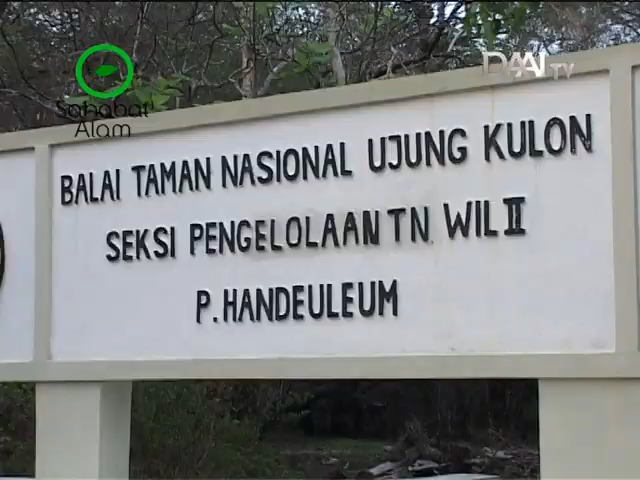 DAAI TV
Sahabat
Alam
BALAI TAMAN NASIONAL UJUNG KULON
SEKSI PENGELOLAAN TN. WIL II
P. HANDEULEUM